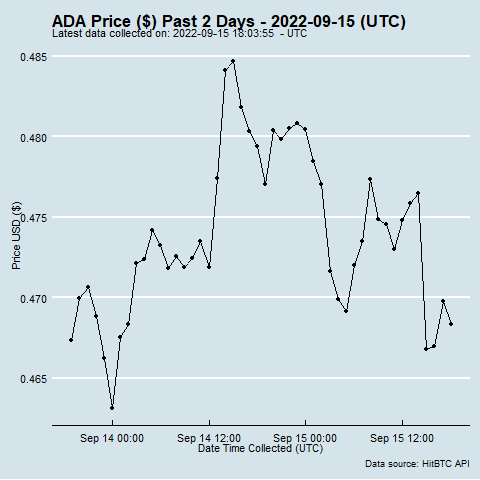 ADA Price ($) Past 2 Days - 2022-09-15 (UTC)
Latest data collected on: 2022-09-15 18:03:55 - UTC
0.485
0.480
0.475
0.470
0.465
Price USD ($)
Sep 14 00:00 Sep 14 12:00 Sep 15 00:00 Sep 15 12:00
Date Time Collected (UTC)
Data source: HitBTC API